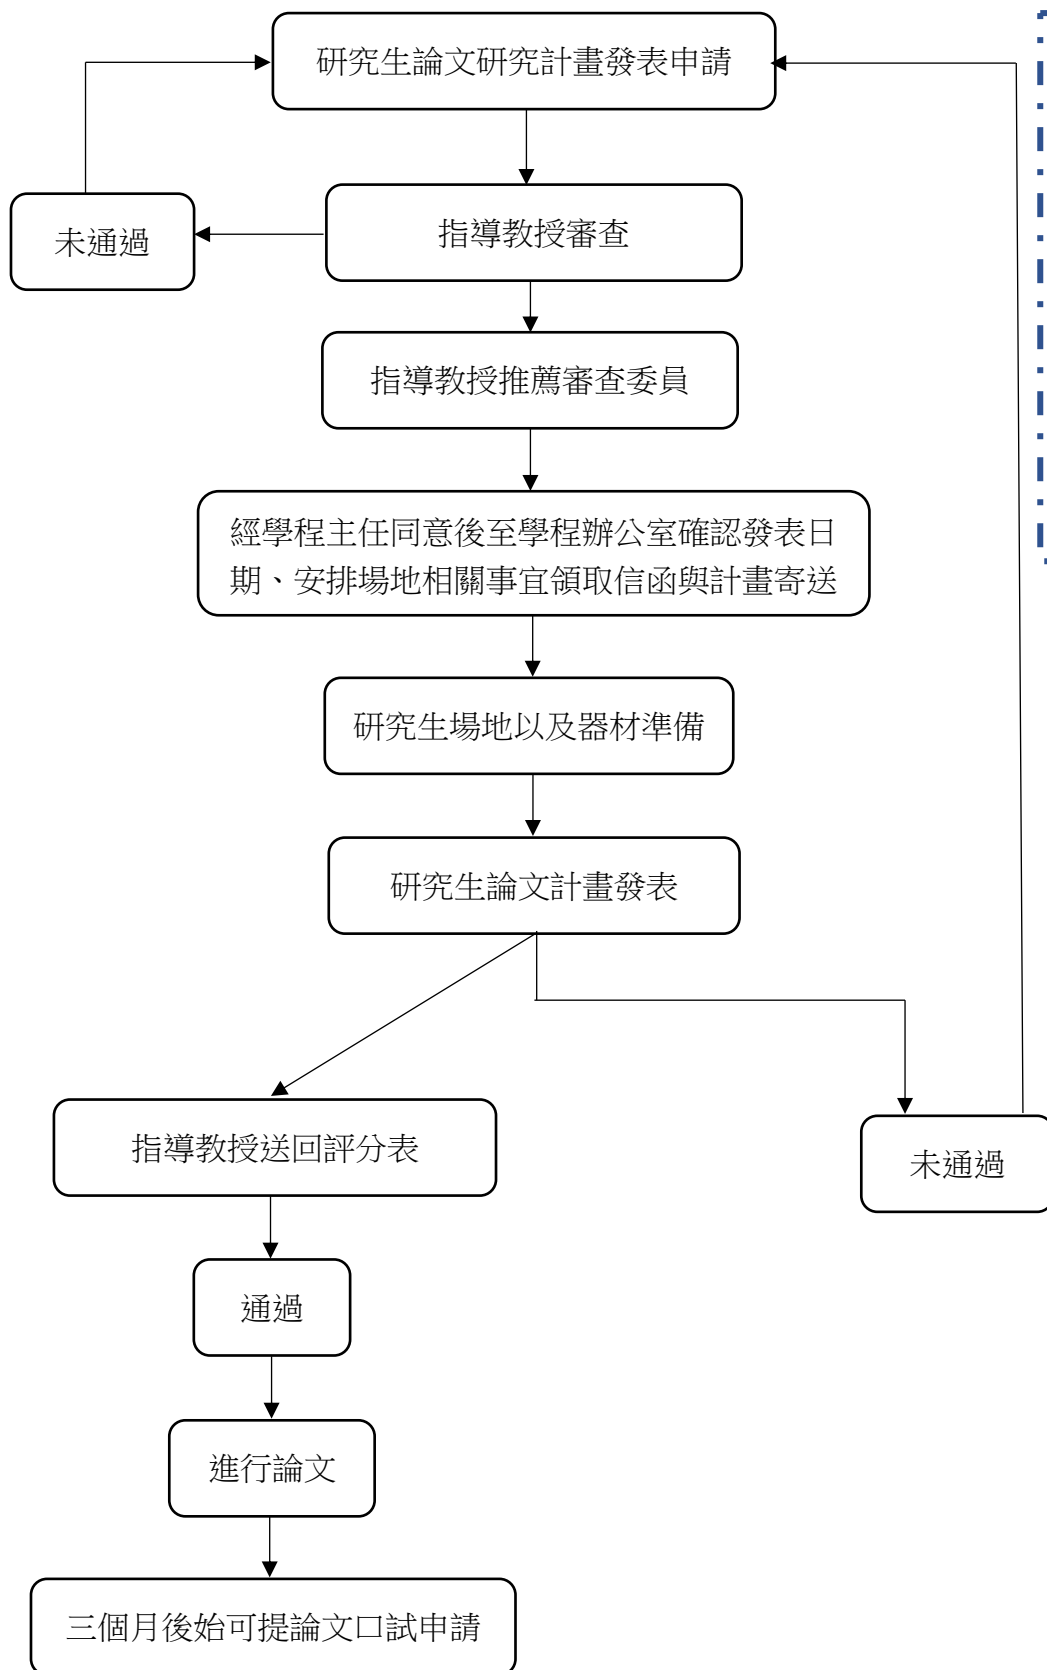 研究生論文研究計畫發表申請
未通過
指導教授審查
指導教授推薦審查委員
經學程主任同意後至學程辦公室確認發表日
期、安排場地相關事宜領取信函與計畫寄送
研究生場地以及器材準備
研究生論文計畫發表
指導教授送回評分表
未通過
通過
進行論文
三個月後始可提論文口試申請